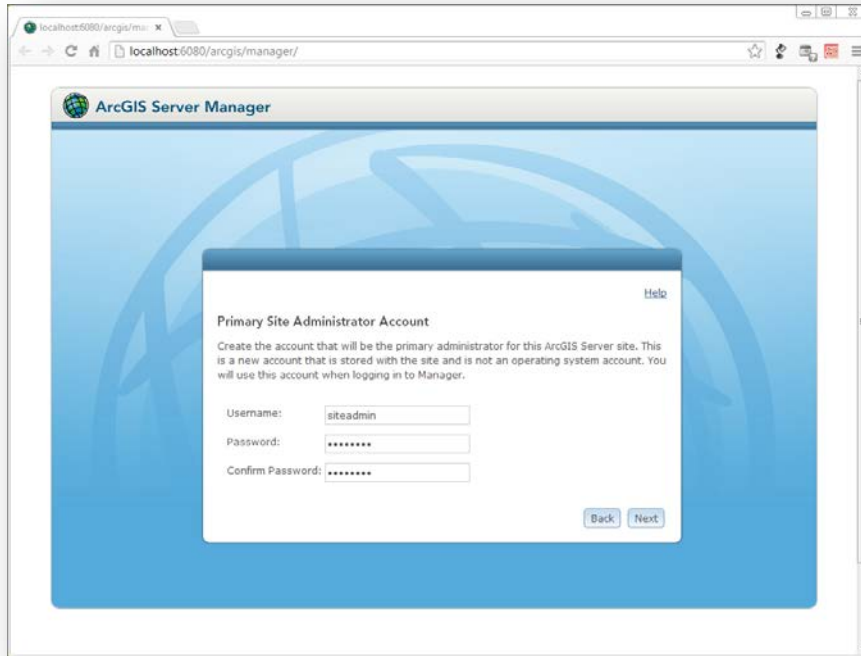 localhost:6080/arcgis/ma
localhost:6080/arcgis/manager/
ArcGIS Server Manager
Help
Primary Site Administrator Account
Create the account that will be the primary administrator for this ArcGIS Server site. This
is a new account that is stored with the site and is not an operating system account. You
will use this account when logging in to Manager.
Username: siteadmin
Password: ••••••••
Confirm Password: ••••••••
Back Next